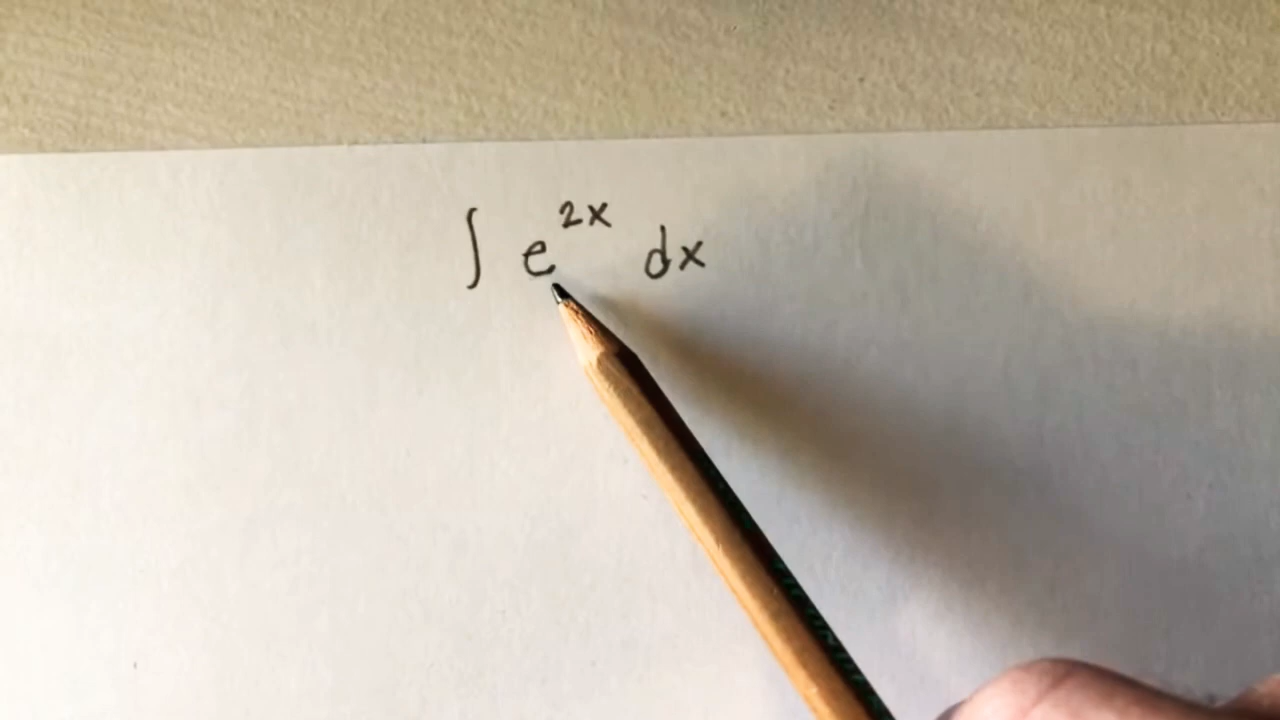 ∫ e^{2x} dx